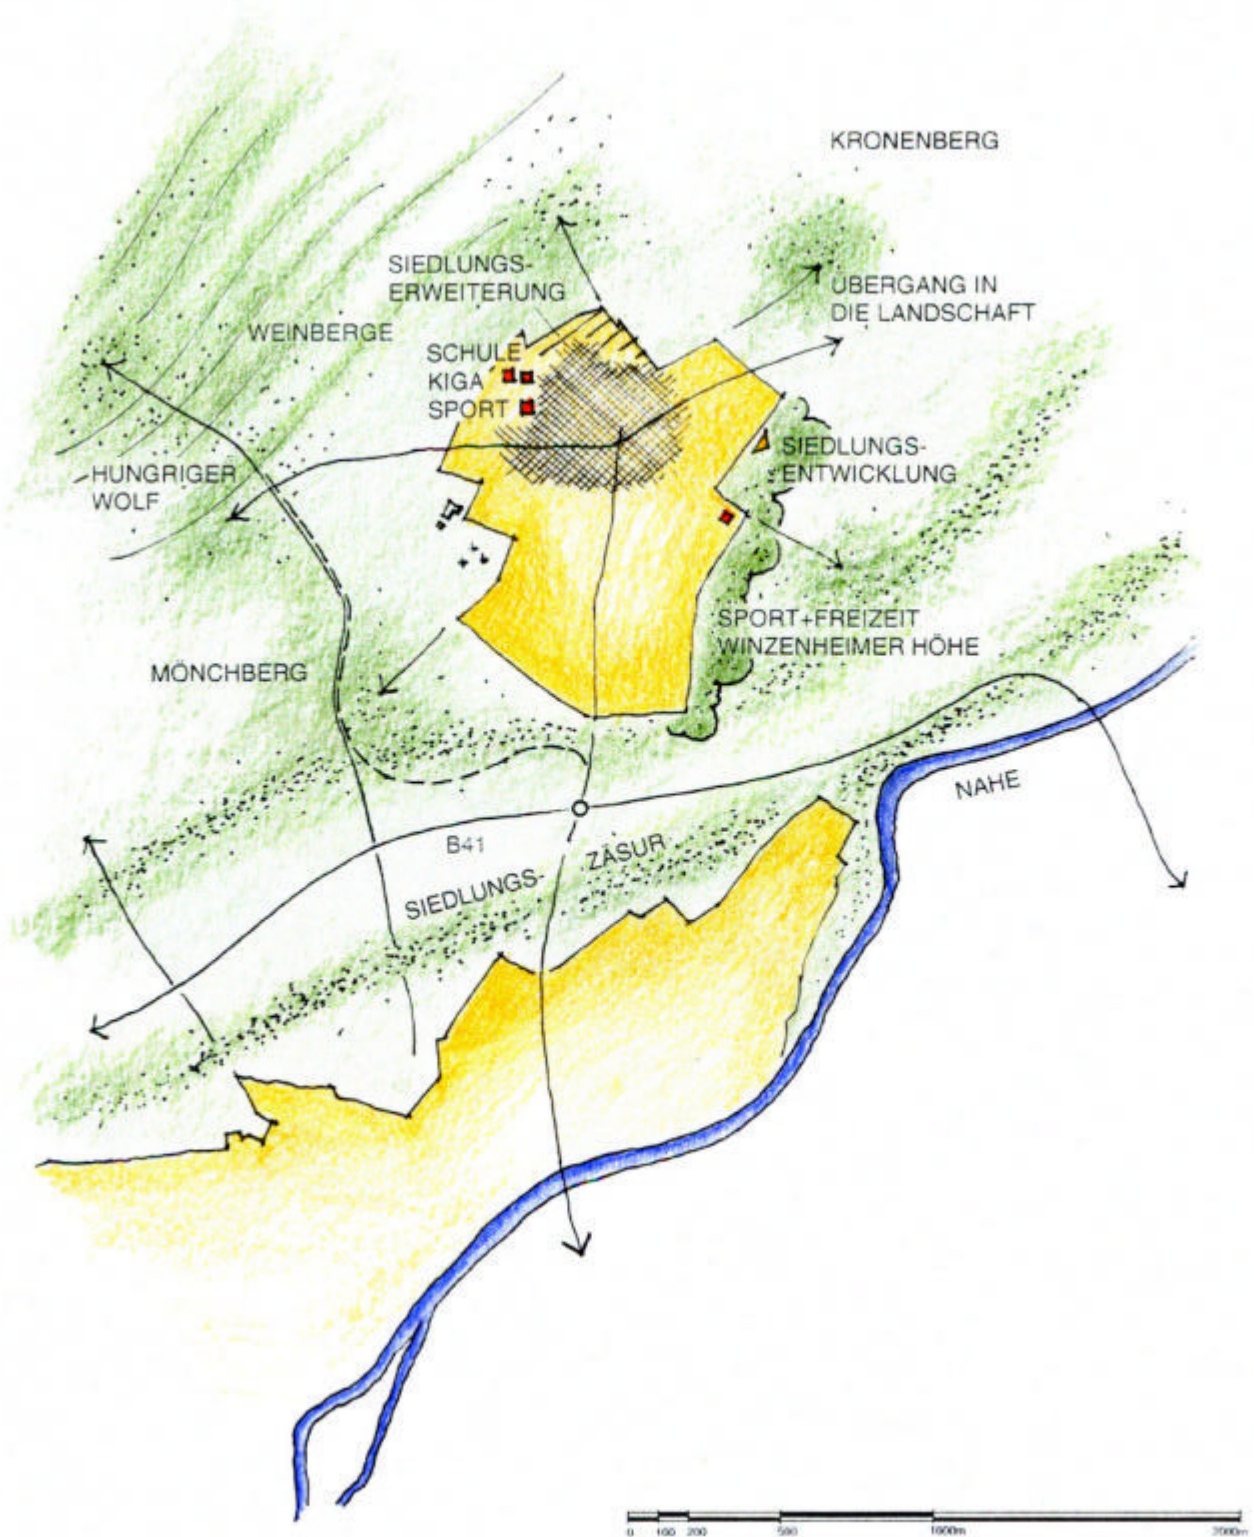 KRONENBERG
SIEDLUNGS-
ERWEITERUNG
ÜBERGANG IN
DIE LANDSCHAFT
WEINBERGE
SCHULE
KIGA
SPORT
SIEDLUNGS-
ENTWICKLUNG
HUNGRIGER
WOLF
SPORT+FREIZEIT
WINZENHEIMER HÖHE
MÖNCHBERG
NAHE
B41
SIEDLUNGS- ZÄSUR
0 100 200 500 1000m 2000m